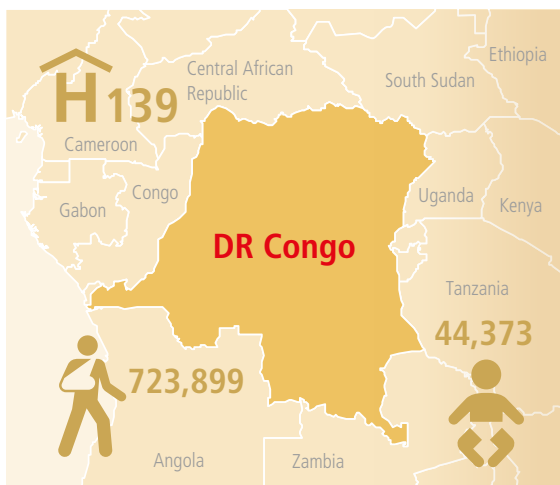 Ethiopia
Central African
Republic
South Sudan
H 139
Cameroon
Congo
Gabon
Uganda
Kenya
DR Congo
Tanzania
44,373
723,899
Angola
Zambia